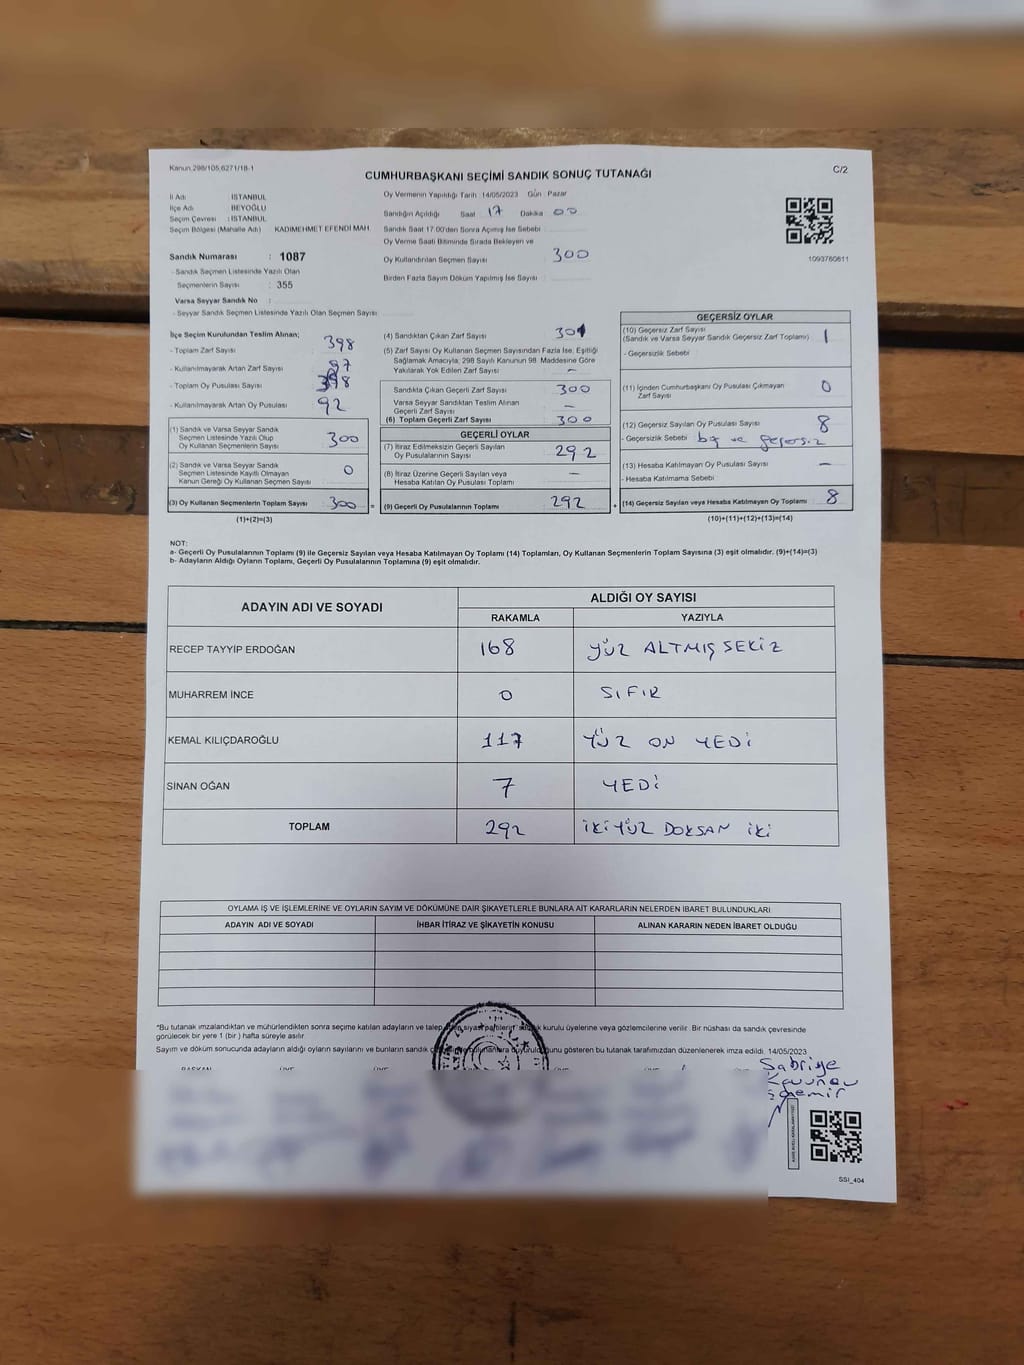 Kanun.298/105,6271/18-1
CUMHURBAŞKANI SEÇİMİ SANDIK SONUÇ TUTANAĞI
C/2
İl Adı : İSTANBUL
İlçe Adı : BEYOĞLU
Seçim Çevresi : İSTANBUL
Seçim Bölgesi (Mahalle Adı) KADIMEHMET EFENDİ MAH.
Sandık Numarası : 1087
- Sandık Seçmen Listesinde Yazılı Olan
Seçmenlerin Sayısı : 355
Varsa Seyyar Sandık No :
- Seyyar Sandık Seçmen Listesinde Yazılı Olan Seçmen Sayısı
Oy Vermenin Yapıldığı Tarih :14/05/2023 Gün : Pazar
Sandığın Açıldığı Saat 17 Dakika 00
Sandık Saat 17.00'den Sonra Açılmış İse Sebebi
Oy Verme Saati Bitiminde Sırada Bekleyen ve
Oy Kullandırılan Seçmen Sayısı 300
Birden Fazla Sayım Döküm Yapılmış İse Sayısı
1093760811
İlçe Seçim Kurulundan Teslim Alınan;
- Toplam Zarf Sayısı 398
- Kullanılmayarak Artan Zarf Sayısı 97
- Toplam Oy Pusulası Sayısı 398
- Kullanılmayarak Artan Oy Pusulası 92
(1) Sandık ve Varsa Seyyar Sandık
Seçmen Listesinde Yazılı Olup
Oy Kullanan Seçmenlerin Sayısı 300
(2) Sandık ve Varsa Seyyar Sandık
Seçmen Listesinde Kayıtlı Olmayan
Kanun Gereği Oy Kullanan Seçmen Sayısı 0
(3) Oy Kullanan Seçmenlerin Toplam Sayısı 300 =
(1)+(2)=(3)
(4) Sandıktan Çıkan Zarf Sayısı 301
(5) Zarf Sayısı Oy Kullanan Seçmen Sayısından Fazla İse, Eşitliği
Sağlamak Amacıyla; 298 Sayılı Kanunun 98. Maddesine Göre
Yakılarak Yok Edilen Zarf Sayısı –
Sandıkta Çıkan Geçerli Zarf Sayısı 300
Varsa Seyyar Sandıktan Teslim Alınan
Geçerli Zarf Sayısı –
(6) Toplam Geçerli Zarf Sayısı 300
GEÇERLİ OYLAR
(7) İtiraz Edilmeksizin Geçerli Sayılan
Oy Pusulalarının Sayısı 292
(8) İtiraz Üzerine Geçerli Sayılan veya
Hesaba Katılan Oy Pusulası Toplamı –
(9) Geçerli Oy Pusulalarının Toplamı 292 +
GEÇERSİZ OYLAR
(10) Geçersiz Zarf Sayısı
(Sandık ve Varsa Seyyar Sandık Geçersiz Zarf Toplamı) 1
- Geçersizlik Sebebi
(11) İçinden Cumhurbaşkanı Oy Pusulası Çıkmayan
Zarf Sayısı 0
(12) Geçersiz Sayılan Oy Pusulası Sayısı 8
- Geçersizlik Sebebi boş ve geçersiz
(13) Hesaba Katılmayan Oy Pusulası Sayısı –
- Hesaba Katılmama Sebebi
(14) Geçersiz Sayılan veya Hesaba Katılmayan Oy Toplamı 8
(10)+(11)+(12)+(13)=(14)
NOT:
a- Geçerli Oy Pusulalarının Toplamı (9) ile Geçersiz Sayılan veya Hesaba Katılmayan Oy Toplamı (14) Toplamları, Oy Kullanan Seçmenlerin Toplam Sayısına (3) eşit olmalıdır. (9)+(14)=(3)
b- Adayların Aldığı Oyların Toplamı, Geçerli Oy Pusulalarının Toplamına (9) eşit olmalıdır.
ADAYIN ADI VE SOYADI ALDIĞI OY SAYISI
RAKAMLA YAZIYLA
RECEP TAYYİP ERDOĞAN 168 YÜZ ALTMIŞ SEKİZ
MUHARREM İNCE 0 SIFIR
KEMAL KILIÇDAROĞLU 117 YÜZ ON YEDİ
SİNAN OĞAN 7 YEDİ
TOPLAM 292 İKİYÜZ DOKSAN İKİ
OYLAMA İŞ VE İŞLEMLERİNE VE OYLARIN SAYIM VE DÖKÜMÜNE DAİR ŞİKAYETLERLE BUNLARA AİT KARARLARIN NELERDEN İBARET BULUNDUKLARI
ADAYIN ADI VE SOYADI İHBAR İTİRAZ VE ŞİKAYETİN KONUSU ALINAN KARARIN NEDEN İBARET OLDUĞU
*Bu tutanak imzalandıktan ve mühürlendikten sonra seçime katılan adayların ve talep eden siyasi partilerin sandık kurulu üyelerine veya gözlemcilerine verilir. Bir nüshası da sandık çevresinde
görülecek bir yere 1 (bir) hafta süreyle asılır.
Sayım ve döküm sonucunda adayların aldığı oyların sayılarını ve bunların sandık gösteren bu tutanak tarafımızdan düzenlenerek imza edildi. 14/05/2023
BAŞKAN ÜYE ÜYE ÜYE
Sabriye
SSİ_404